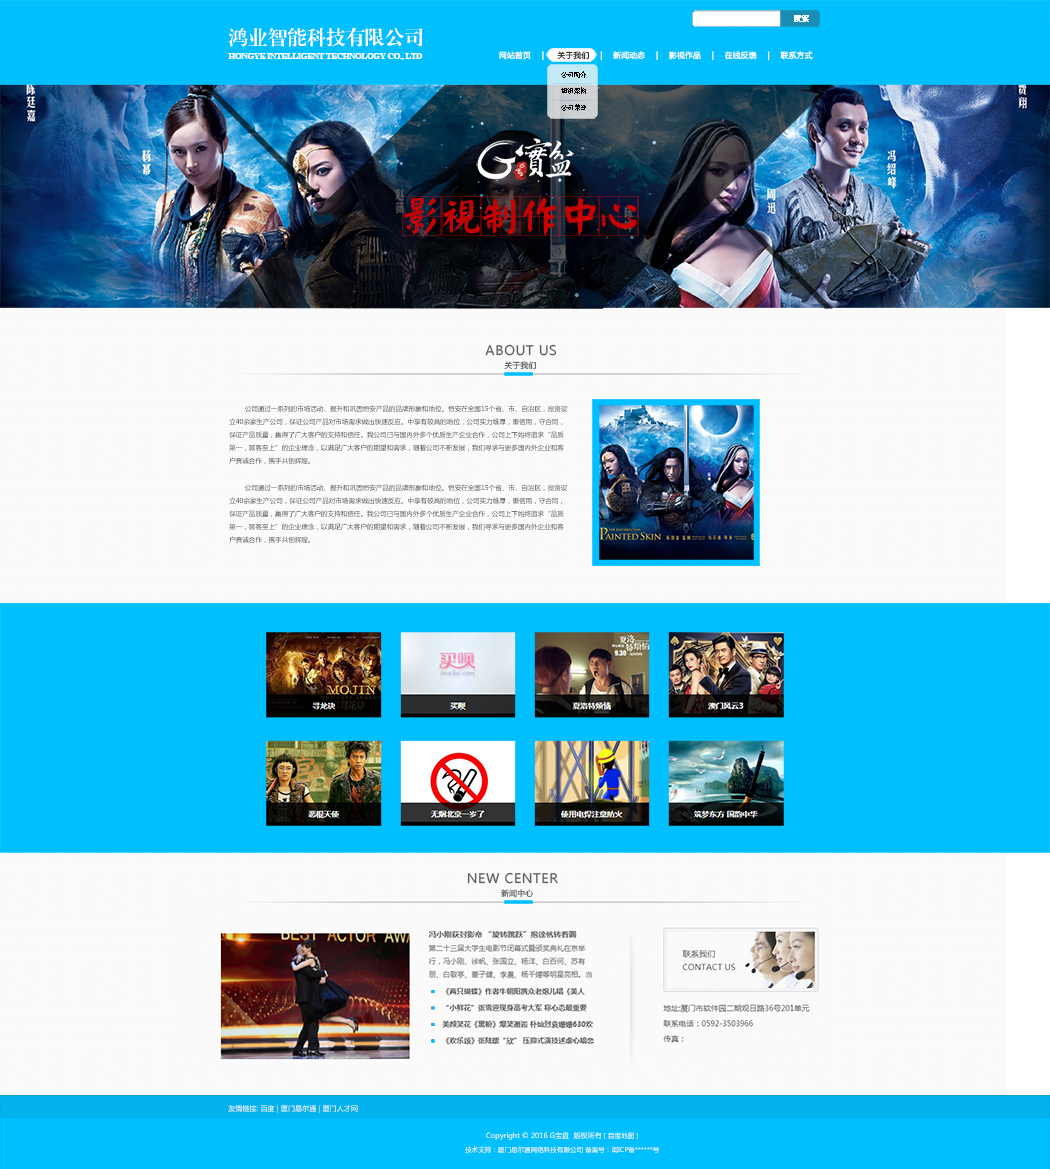 搜索
鸿业智能科技有限公司
HONGYE INTELLIGENT TECHNOLOGY CO., LTD
网站首页 | 关于我们 | 新闻动态 | 影视作品 | 在线反馈 | 联系方式
公司简介
组织架构
公司荣誉
陈廷嘉
杨幂
赵薇
G宝盆
影視制作中心
周迅
冯绍峰
费翔
ABOUT US
关于我们
公司通过一系列的市场活动、提升和巩固恒安产品的品牌形象和地位。恒安在全国15个省、市、自治区，投资设
立40余家生产公司，保证公司产品对市场需求做出快速反应。中享有较高的地位，公司实力雄厚，重信用，守合同，
保证产品质量，赢得了广大客户的支持和信任。我公司已与国内外多个优质生产企业合作，公司上下始终追求“品质
第一，顾客至上”的企业理念，以满足广大客户的期望和需求，随着公司不断发展，我们寻求与更多国内外企业和客
户真诚合作，携手共创辉煌。
公司通过一系列的市场活动、提升和巩固恒安产品的品牌形象和地位。恒安在全国15个省、市、自治区，投资设
立40余家生产公司，保证公司产品对市场需求做出快速反应。中享有较高的地位，公司实力雄厚，重信用，守合同，
保证产品质量，赢得了广大客户的支持和信任。我公司已与国内外多个优质生产企业合作，公司上下始终追求“品质
第一，顾客至上”的企业理念，以满足广大客户的期望和需求，随着公司不断发展，我们寻求与更多国内外企业和客
户真诚合作，携手共创辉煌。
PAINTED SKIN
MOJIN
寻龙诀
买呗
买呗
夏洛特烦恼
9.30
夏洛特烦恼
澳门风云3
恶棍天使
无烟北京一岁了
使用电焊注意防火
筑梦东方 国韵中华
NEW CENTER
新闻中心
BEST ACTOR AWA
冯小刚获封影帝 “旋转跳跃”抱徐帆转着圈
第二十三届大学生电影节闭幕式暨颁奖典礼在京举
行，冯小刚、徐帆、张国立、杨洋、白百何、苏有
朋、白敬亭、董子健、李晨、杨千嬅等明星亮相。当
《两只蝴蝶》作者牛朝阳携众老炮儿唱《美人
“小鲜花”张雪迎现身高考大军 称心态最重要
美颜笑花《黑粉》爆笑邂逅 朴灿烈袁姗姗630欢
《欢乐颂》张陆飙“放” 压抑式演技述虐心暗恋
联系我们
CONTACT US
地址:厦门市软件园二期观日路36号201单元
联系电话：0592-3503966
传真：
友情链接: 百度 | 厦门易尔通 | 厦门人才网
Copyright © 2016 G宝盘 版权所有 [ 百度地图 ]
技术支持：厦门易尔通网络科技有限公司 备案号：闽ICP备******号